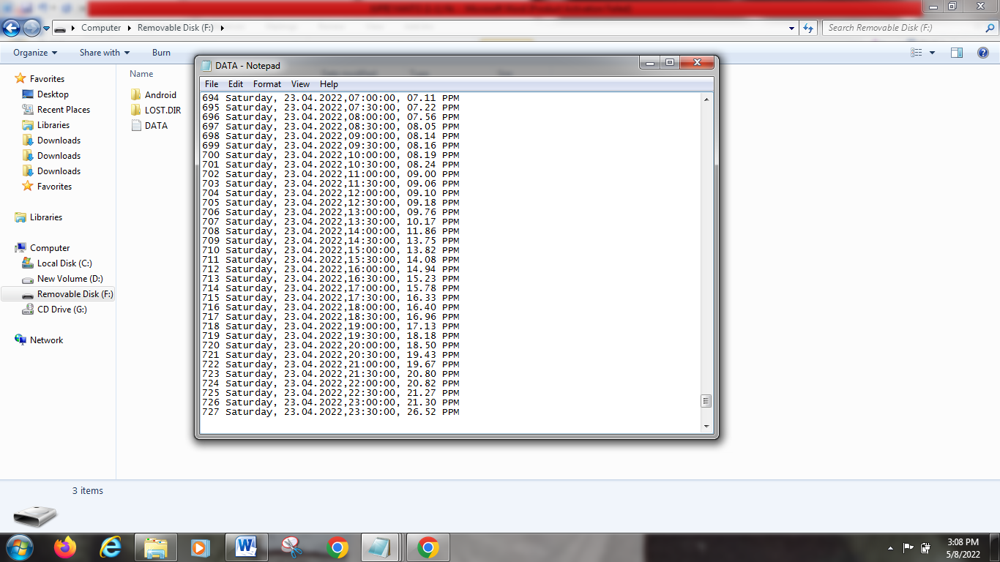 Computer Removable Disk (F:)
Search Removable Disk (F:)
Organize Share with Burn
Favorites
Desktop
Recent Places
Libraries
Downloads
Downloads
Downloads
Favorites
Libraries
Computer
Local Disk (C:)
New Volume (D:)
Removable Disk (F:)
CD Drive (G:)
Network
Name
Android
LOST.DIR
DATA
DATA - Notepad
File Edit Format View Help
694 Saturday, 23.04.2022,07:00:00, 07.11 PPM
695 Saturday, 23.04.2022,07:30:00, 07.22 PPM
696 Saturday, 23.04.2022,08:00:00, 07.56 PPM
697 Saturday, 23.04.2022,08:30:00, 08.05 PPM
698 Saturday, 23.04.2022,09:00:00, 08.14 PPM
699 Saturday, 23.04.2022,09:30:00, 08.16 PPM
700 Saturday, 23.04.2022,10:00:00, 08.19 PPM
701 Saturday, 23.04.2022,10:30:00, 08.24 PPM
702 Saturday, 23.04.2022,11:00:00, 09.00 PPM
703 Saturday, 23.04.2022,11:30:00, 09.06 PPM
704 Saturday, 23.04.2022,12:00:00, 09.10 PPM
705 Saturday, 23.04.2022,12:30:00, 09.18 PPM
706 Saturday, 23.04.2022,13:00:00, 09.76 PPM
707 Saturday, 23.04.2022,13:30:00, 10.17 PPM
708 Saturday, 23.04.2022,14:00:00, 11.86 PPM
709 Saturday, 23.04.2022,14:30:00, 13.75 PPM
710 Saturday, 23.04.2022,15:00:00, 13.82 PPM
711 Saturday, 23.04.2022,15:30:00, 14.08 PPM
712 Saturday, 23.04.2022,16:00:00, 14.94 PPM
713 Saturday, 23.04.2022,16:30:00, 15.23 PPM
714 Saturday, 23.04.2022,17:00:00, 15.78 PPM
715 Saturday, 23.04.2022,17:30:00, 16.33 PPM
716 Saturday, 23.04.2022,18:00:00, 16.40 PPM
717 Saturday, 23.04.2022,18:30:00, 16.96 PPM
718 Saturday, 23.04.2022,19:00:00, 17.13 PPM
719 Saturday, 23.04.2022,19:30:00, 18.18 PPM
720 Saturday, 23.04.2022,20:00:00, 18.50 PPM
721 Saturday, 23.04.2022,20:30:00, 19.43 PPM
722 Saturday, 23.04.2022,21:00:00, 19.67 PPM
723 Saturday, 23.04.2022,21:30:00, 20.80 PPM
724 Saturday, 23.04.2022,22:00:00, 20.82 PPM
725 Saturday, 23.04.2022,22:30:00, 21.27 PPM
726 Saturday, 23.04.2022,23:00:00, 21.30 PPM
727 Saturday, 23.04.2022,23:30:00, 26.52 PPM
3 items
3:08 PM
5/8/2022